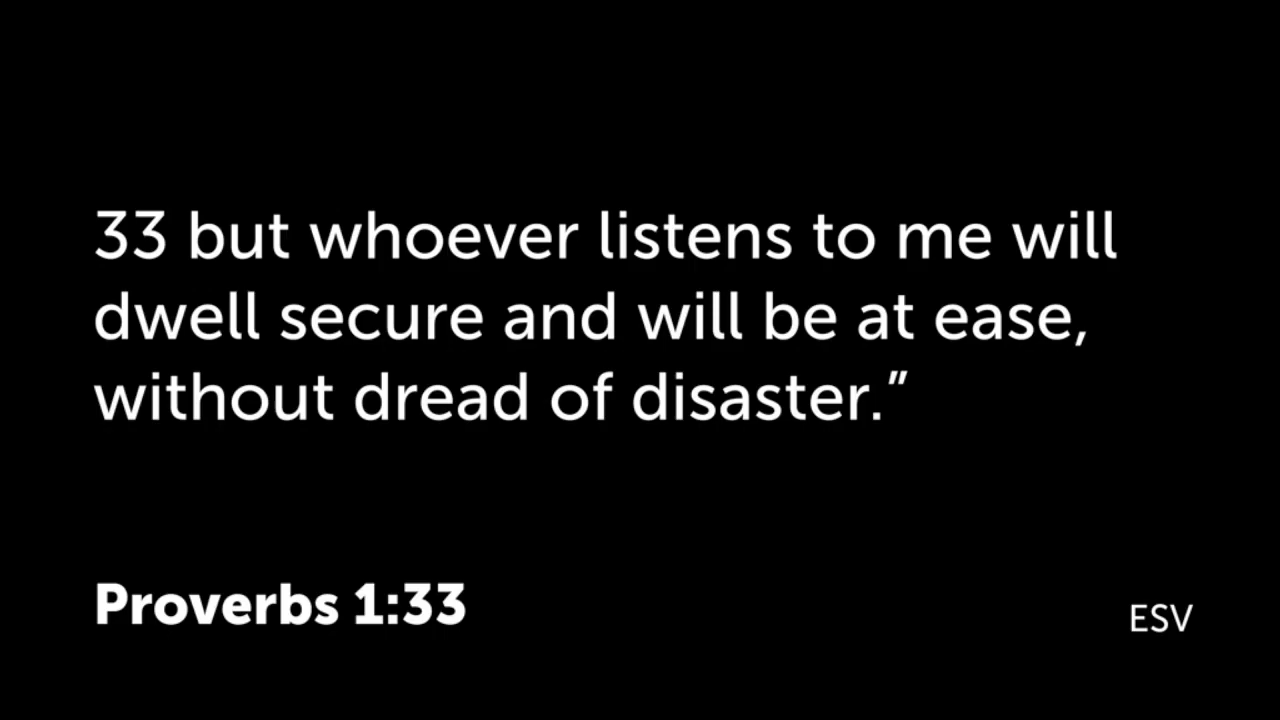 33 but whoever listens to me will
dwell secure and will be at ease,
without dread of disaster.”
Proverbs 1:33
ESV